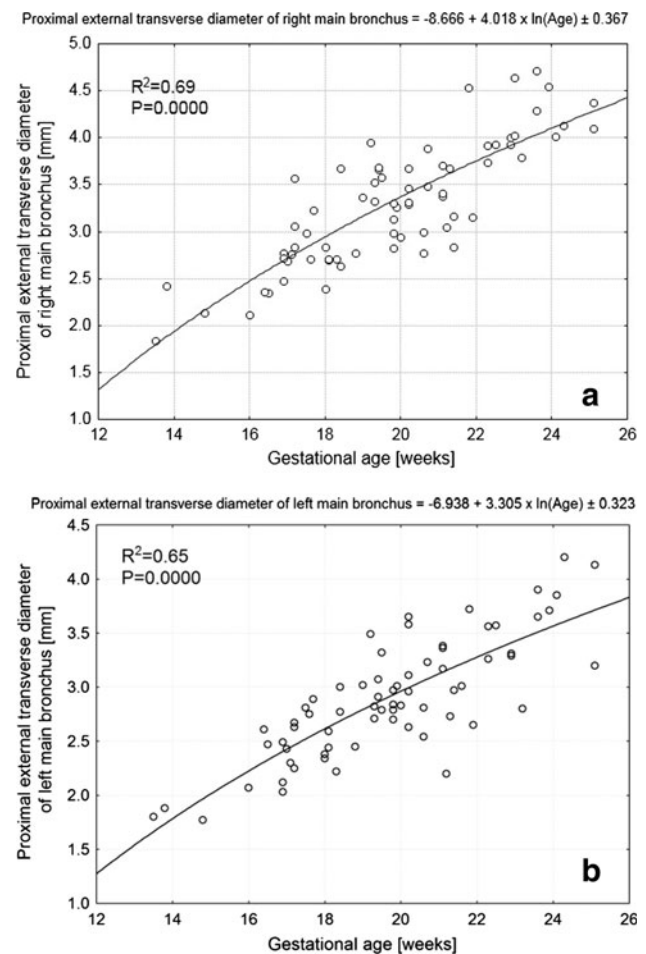 Proximal external transverse diameter of right main bronchus = -8.666 + 4.018 x ln(Age) ± 0.367
5.0
4.5
4.0
3.5
3.0
2.5
2.0
1.5
1.0
R²=0.69
P=0.0000
Proximal external transverse diameter
of right main bronchus [mm]
a
12 14 16 18 20 22 24 26
Gestational age [weeks]
Proximal external transverse diameter of left main bronchus = -6.938 + 3.305 x ln(Age) ± 0.323
4.5
4.0
3.5
3.0
2.5
2.0
1.5
1.0
R²=0.65
P=0.0000
Proximal external transverse diameter
of left main bronchus [mm]
b
12 14 16 18 20 22 24 26
Gestational age [weeks]